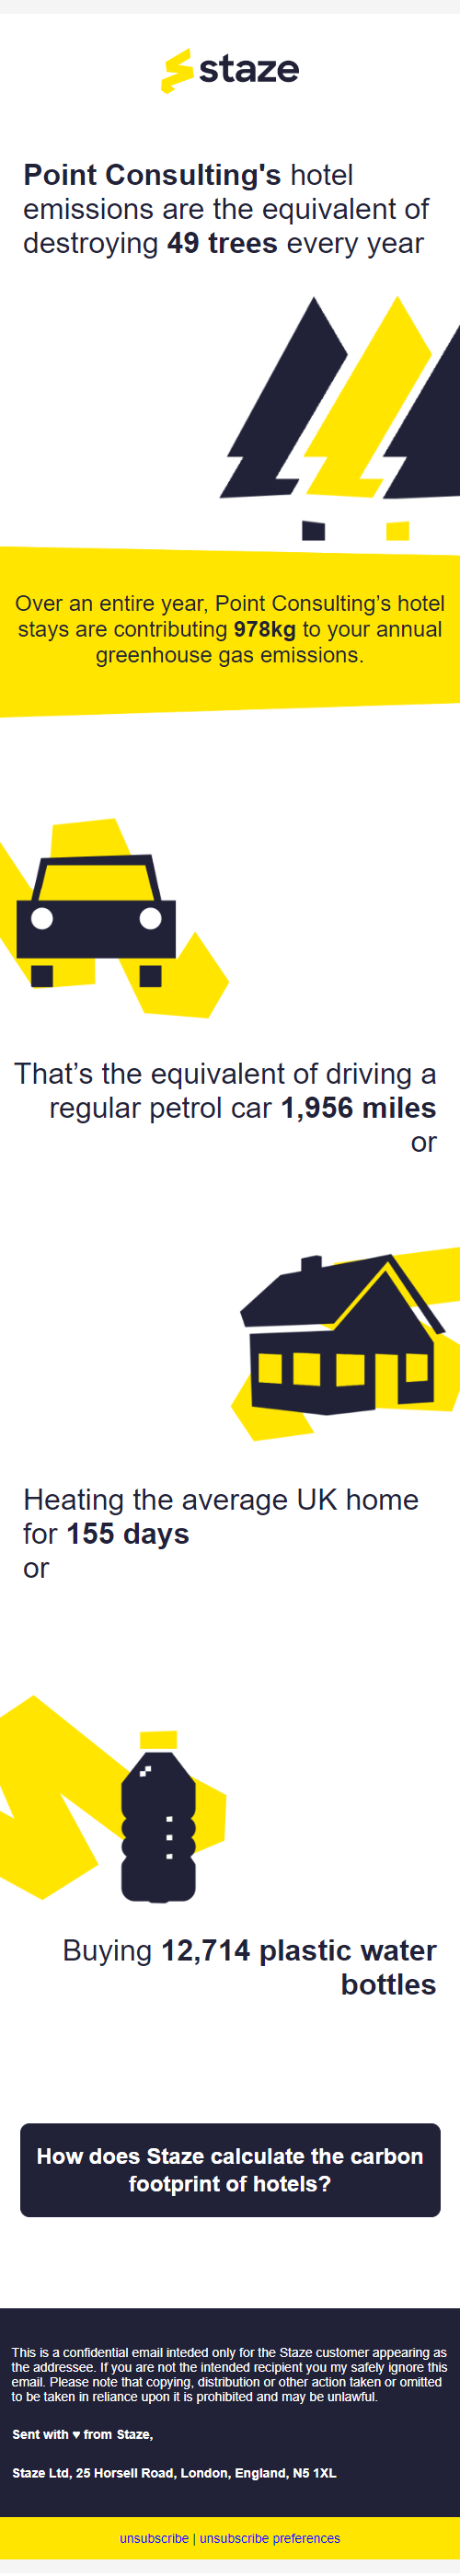 staze
Point Consulting's hotel
emissions are the equivalent of
destroying 49 trees every year
Over an entire year, Point Consulting’s hotel
stays are contributing 978kg to your annual
greenhouse gas emissions.
That’s the equivalent of driving a
regular petrol car 1,956 miles
or
Heating the average UK home
for 155 days
or
Buying 12,714 plastic water
bottles
How does Staze calculate the carbon
footprint of hotels?
This is a confidential email inteded only for the Staze customer appearing as
the addressee. If you are not the intended recipient you my safely ignore this
email. Please note that copying, distribution or other action taken or omitted
to be taken in reliance upon it is prohibited and may be unlawful.
Sent with ♥ from Staze,
Staze Ltd, 25 Horsell Road, London, England, N5 1XL
unsubscribe | unsubscribe preferences